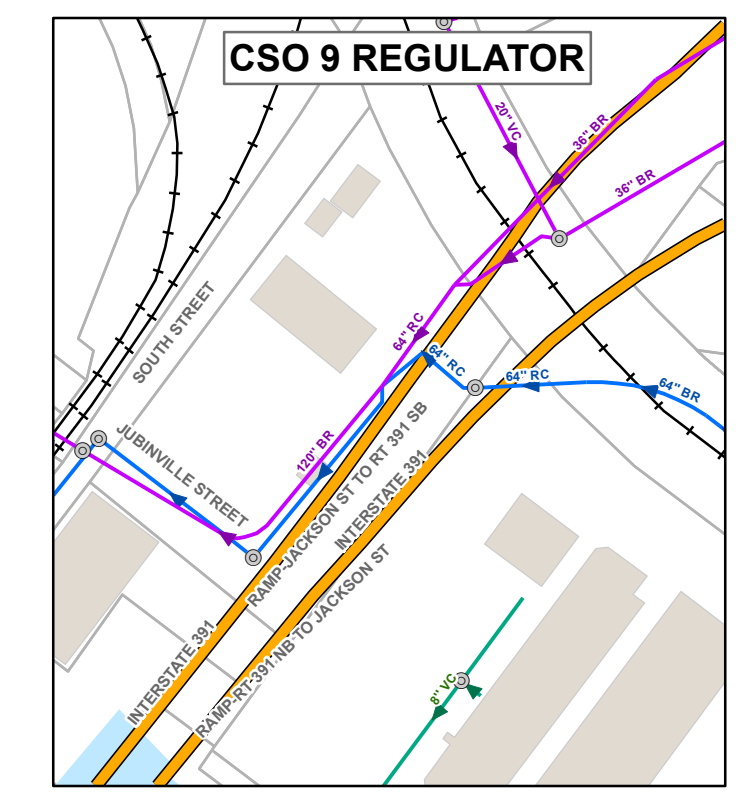 CSO 9 REGULATOR
20" VC
36" BR
36" BR
SOUTH STREET
64" RC
64" RC
64" RC
64" BR
JUBINVILLE STREET
120" BR
RAMP-JACKSON ST TO RT 391 SB
INTERSTATE 391
INTERSTATE 391
RAMP-RT 391 NB TO JACKSON ST
8" VC